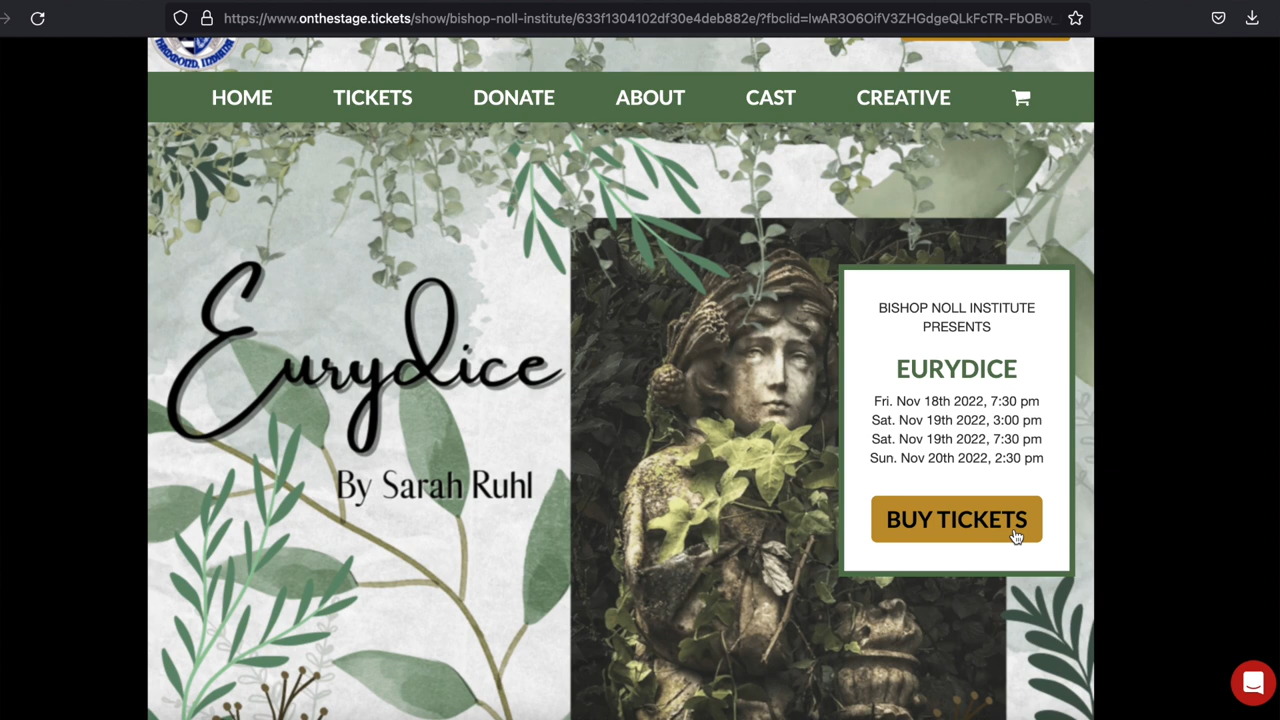 https://www.onthestage.tickets/show/bishop-noll-institute/633f1304102df30e4deb882e/?fbclid=IwAR3O6OifV3ZHGdgeQLkFcTR-FbOBw_
HOME TICKETS DONATE ABOUT CAST CREATIVE
Eurydice
By Sarah Ruhl
BISHOP NOLL INSTITUTE
PRESENTS
EURYDICE
Fri. Nov 18th 2022, 7:30 pm
Sat. Nov 19th 2022, 3:00 pm
Sat. Nov 19th 2022, 7:30 pm
Sun. Nov 20th 2022, 2:30 pm
BUY TICKETS